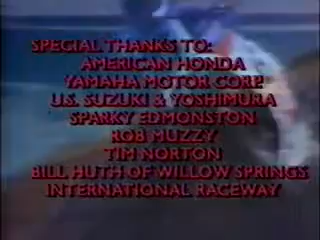 SPECIAL THANKS TO:
AMERICAN HONDA
YAMAHA MOTOR CORP.
U.S. SUZUKI & YOSHIMURA
SPARKY EDMONSTON
ROB MUZZY
TIM NORTON
BILL HUTH OF WILLOW SPRINGS
INTERNATIONAL RACEWAY